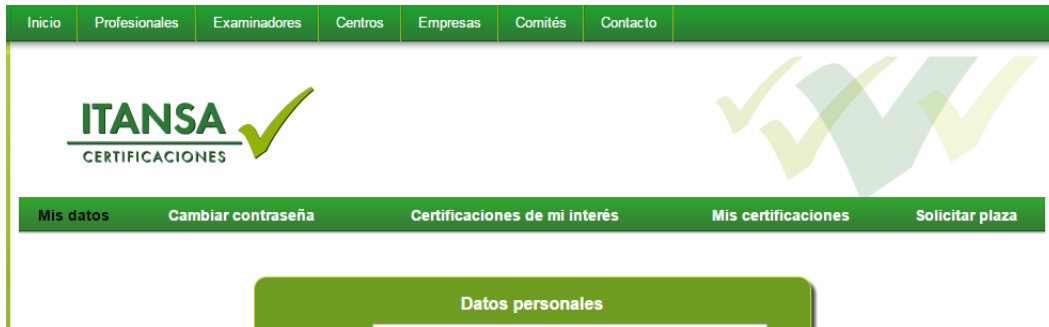 Inicio Profesionales Examinadores Centros Empresas Comités Contacto
ITANSA
CERTIFICACIONES
Mis datos Cambiar contraseña Certificaciones de mi interés Mis certificaciones Solicitar plaza
Datos personales